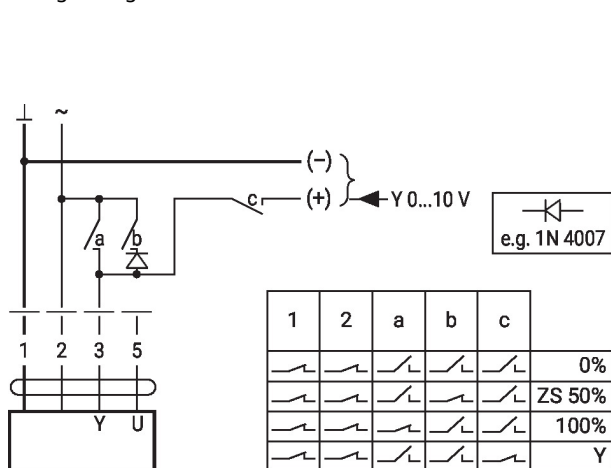 ⊥ ~
(–)
c (+) Y 0...10 V
a b
e.g. 1N 4007
1 2 3 5
Y U
1 2 a b c
0%
ZS 50%
100%
Y